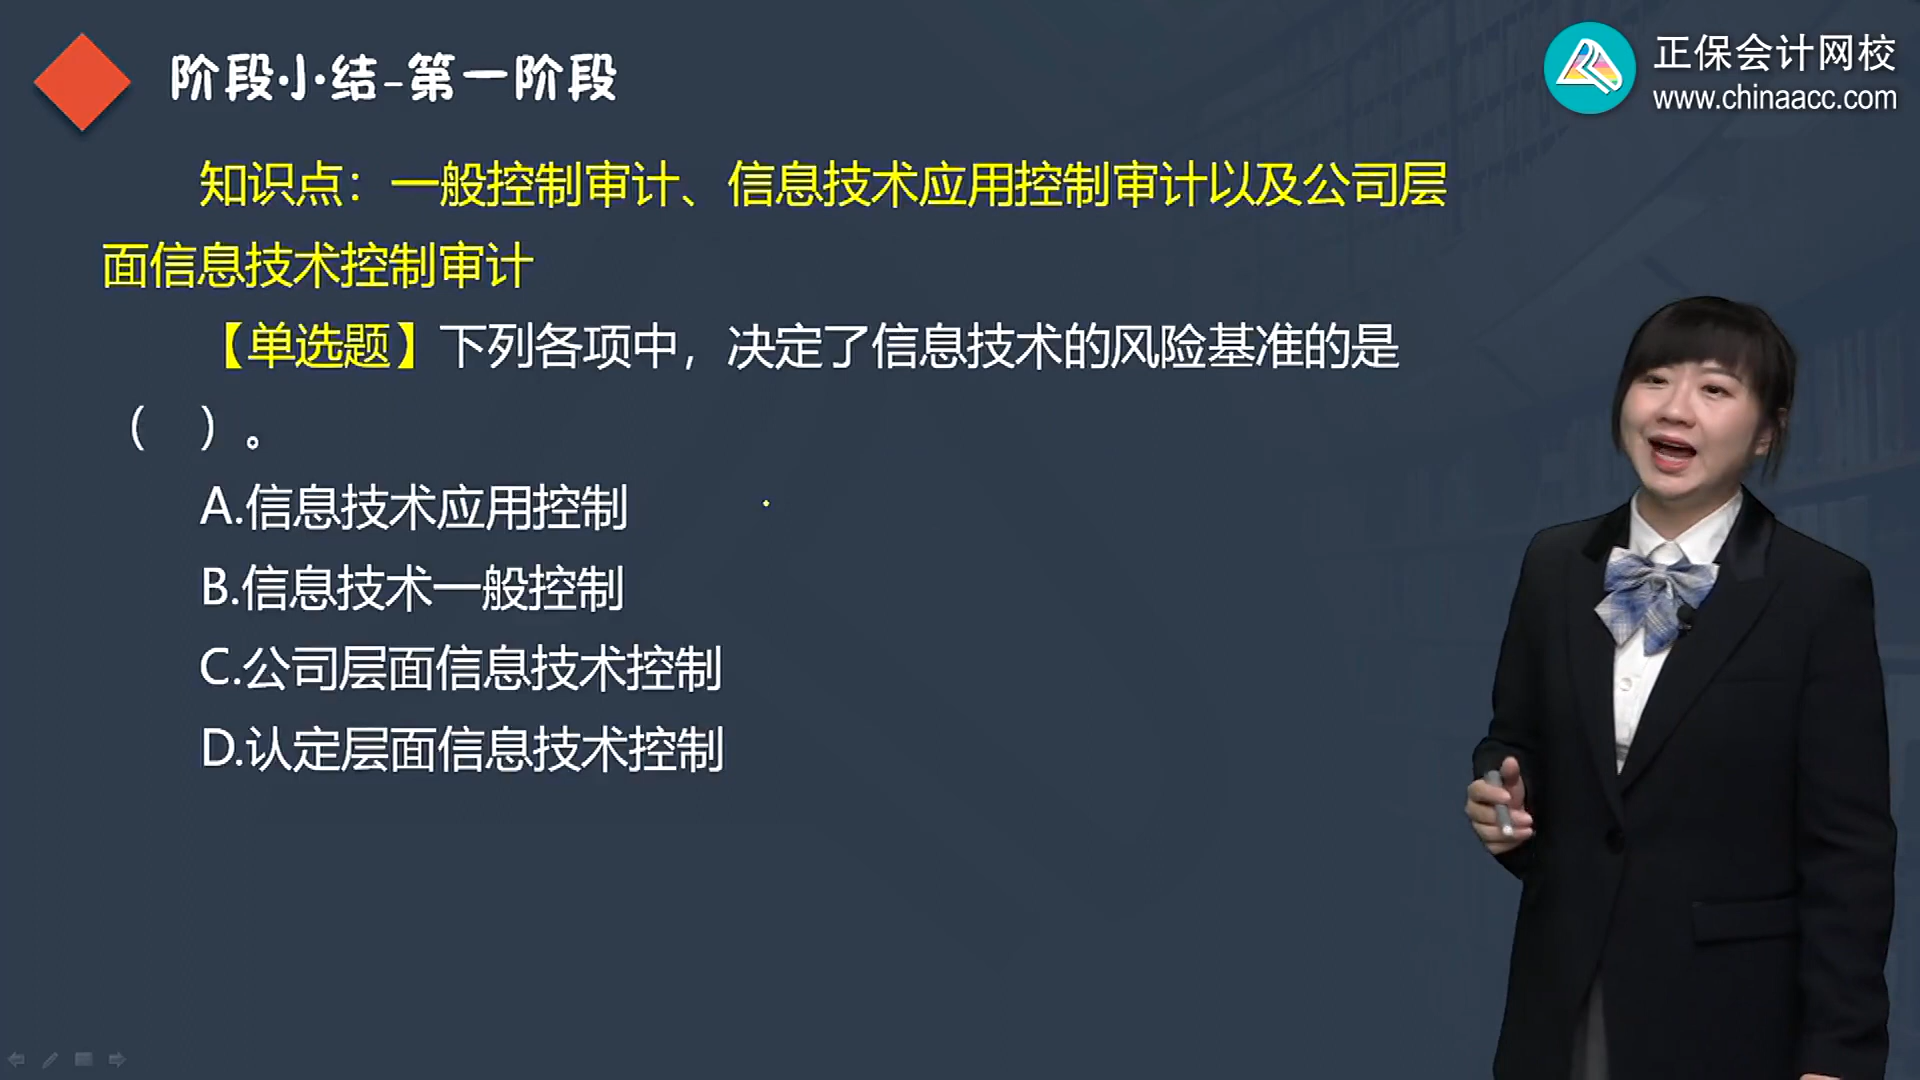 阶段小结-第一阶段
正保会计网校
www.chinaacc.com
知识点：一般控制审计、信息技术应用控制审计以及公司层
面信息技术控制审计
【单选题】下列各项中，决定了信息技术的风险基准的是
（ ）。
A.信息技术应用控制
B.信息技术一般控制
C.公司层面信息技术控制
D.认定层面信息技术控制